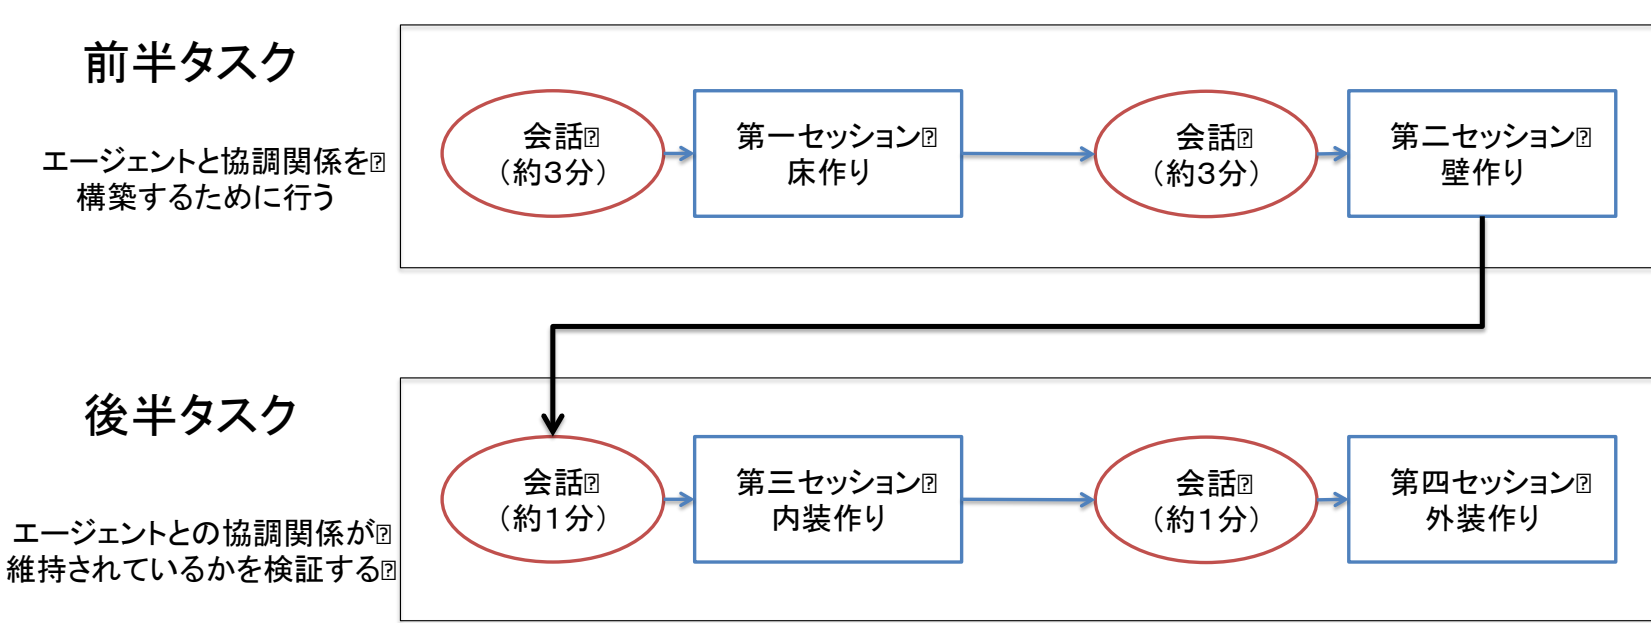 前半タスク
エージェントと協調関係を
構築するために行う
会話
（約３分）
第一セッション
床作り
会話
（約３分）
第二セッション
壁作り
後半タスク
エージェントとの協調関係が
維持されているかを検証する
会話
（約１分）
第三セッション
内装作り
会話
（約１分）
第四セッション
外装作り